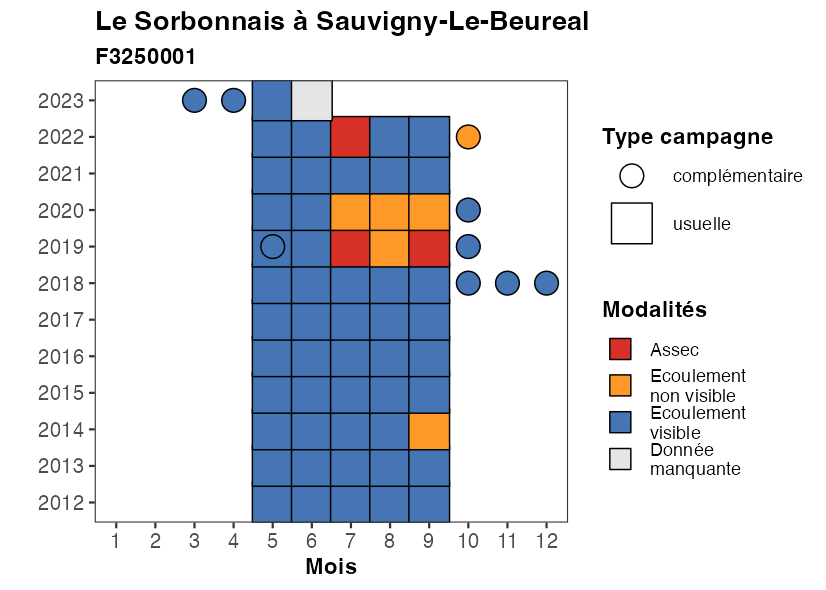 Le Sorbonnais à Sauvigny-Le-Beureal
F3250001
2023
2022
2021
2020
2019
2018
2017
2016
2015
2014
2013
2012
1 2 3 4 5 6 7 8 9 10 11 12
Mois
Type campagne
complémentaire
usuelle
Modalités
Assec
Ecoulement
non visible
Ecoulement
visible
Donnée
manquante